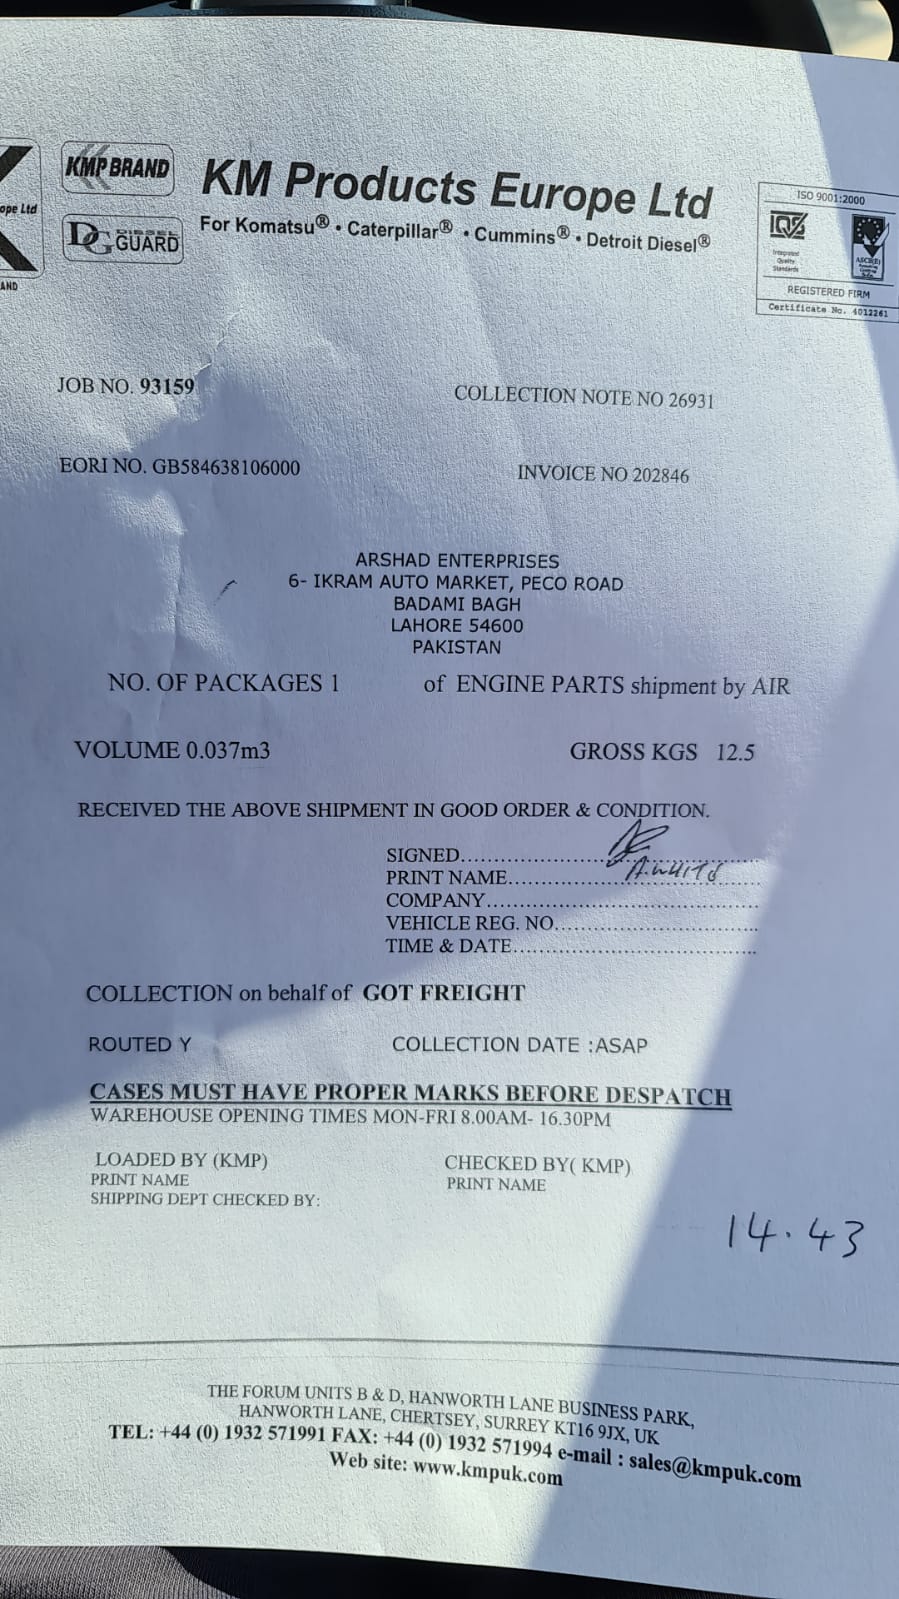 ope Ltd
AND
KMP BRAND
DG DIESEL GUARD
KM Products Europe Ltd
For Komatsu® • Caterpillar® • Cummins® • Detroit Diesel®
ISO 9001:2000
IQS
Integrated
Quality
Standards
ASCB(E)
REGISTERED FIRM
Certificate No. 4012261
JOB NO. 93159
COLLECTION NOTE NO 26931
EORI NO. GB584638106000
INVOICE NO 202846
ARSHAD ENTERPRISES
6- IKRAM AUTO MARKET, PECO ROAD
BADAMI BAGH
LAHORE 54600
PAKISTAN
NO. OF PACKAGES 1 of ENGINE PARTS shipment by AIR
VOLUME 0.037m3 GROSS KGS 12.5
RECEIVED THE ABOVE SHIPMENT IN GOOD ORDER & CONDITION.
SIGNED
PRINT NAME A.WHITE
COMPANY
VEHICLE REG. NO.
TIME & DATE
COLLECTION on behalf of GOT FREIGHT
ROUTED Y COLLECTION DATE :ASAP
CASES MUST HAVE PROPER MARKS BEFORE DESPATCH
WAREHOUSE OPENING TIMES MON-FRI 8.00AM- 16.30PM
LOADED BY (KMP) CHECKED BY( KMP)
PRINT NAME PRINT NAME
SHIPPING DEPT CHECKED BY:
14.43
THE FORUM UNITS B & D, HANWORTH LANE BUSINESS PARK,
HANWORTH LANE, CHERTSEY, SURREY KT16 9JX, UK
TEL: +44 (0) 1932 571991 FAX: +44 (0) 1932 571994 e-mail : sales@kmpuk.com
Web site: www.kmpuk.com